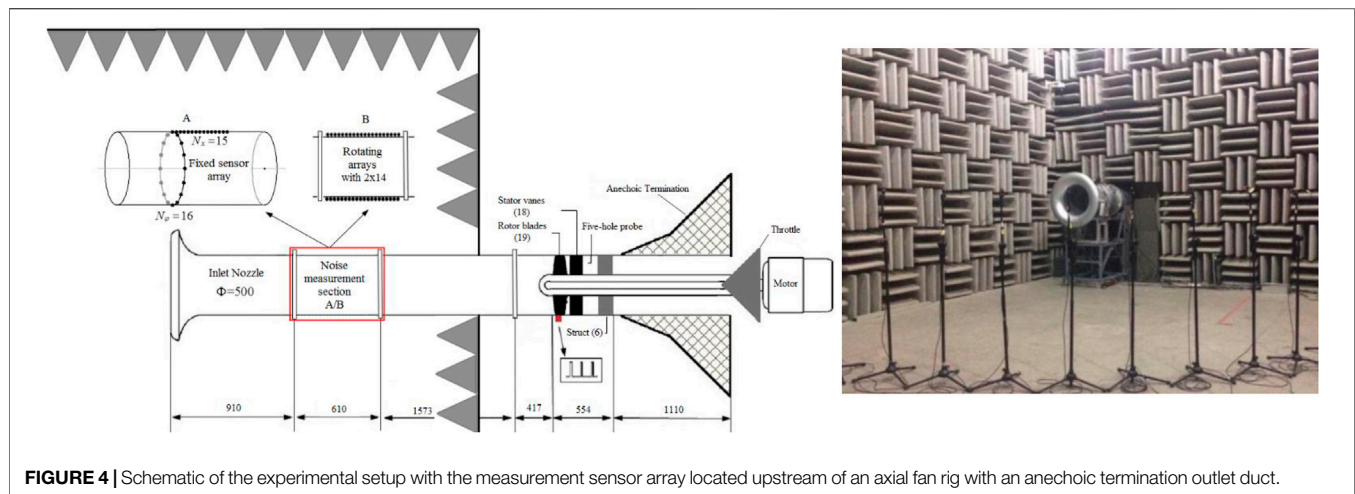 A
Nx =15
Fixed sensor
array
Nφ =16
B
Rotating
arrays
with 2x14
Anechoic Termination
Stator vanes
(18)
Rotor blades
(19)
Five-hole probe
Throttle
Inlet Nozzle
Φ=500
Noise
measurement
section
A/B
Motor
Struct (6)
910
610
1573
417
554
1110
FIGURE 4 | Schematic of the experimental setup with the measurement sensor array located upstream of an axial fan rig with an anechoic termination outlet duct.